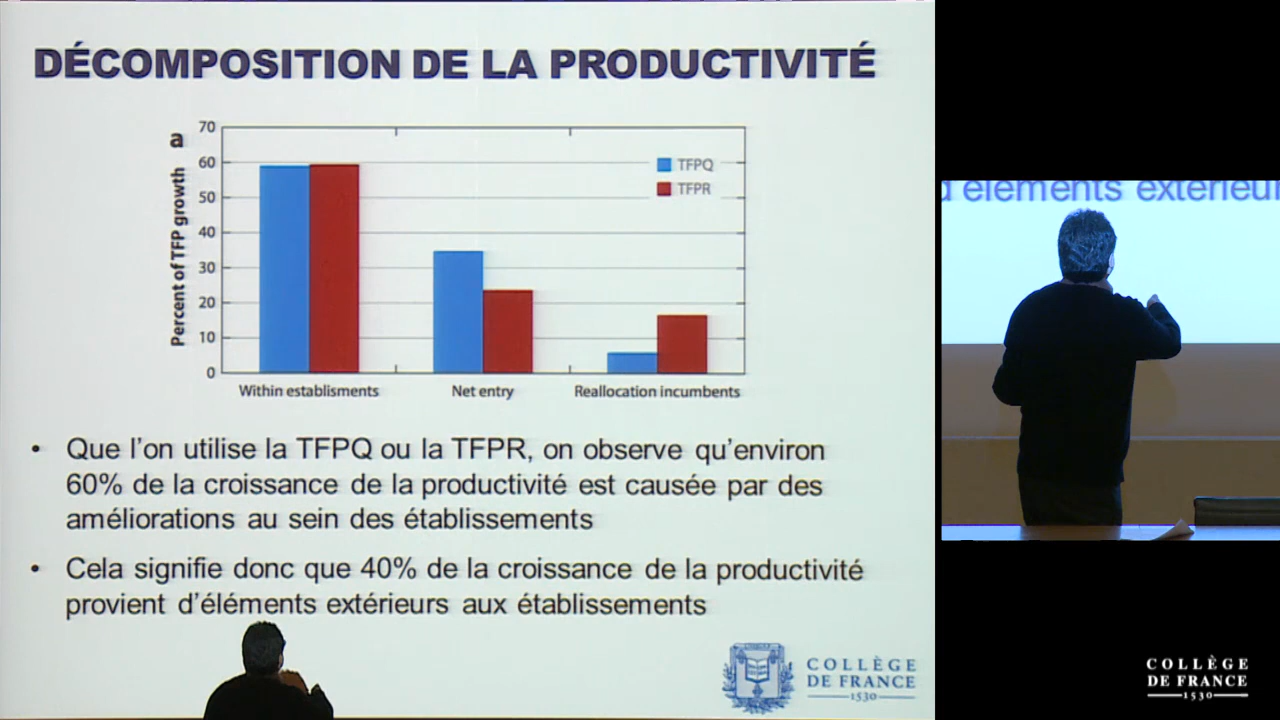 DÉCOMPOSITION DE LA PRODUCTIVITÉ
a
Percent of TFP growth
70
60
50
40
30
20
10
0
TFPQ
TFPR
Within establisments
Net entry
Reallocation incumbents
• Que l'on utilise la TFPQ ou la TFPR, on observe qu'environ
60% de la croissance de la productivité est causée par des
améliorations au sein des établissements
• Cela signifie donc que 40% de la croissance de la productivité
provient d'éléments extérieurs aux établissements
COLLÈGE
DE FRANCE
1530
d'éléments extérieur
COLLÈGE
DE FRANCE
1530